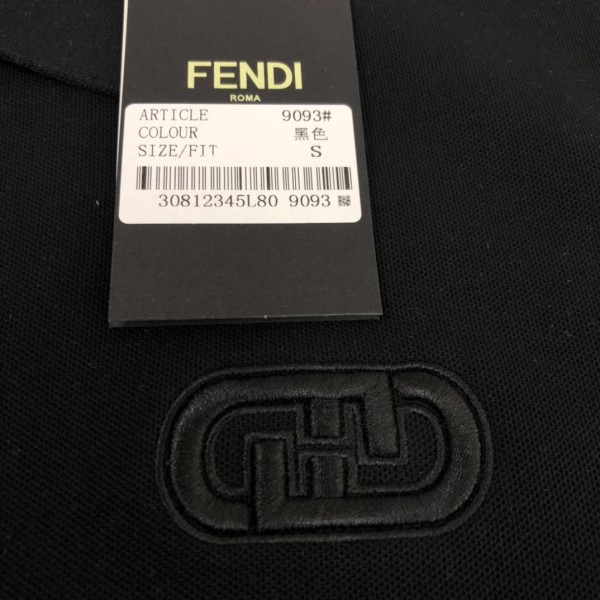 FENDI
ROMA
ARTICLE 9093#
COLOUR 黑色
SIZE/FIT S
30812345L80 9093